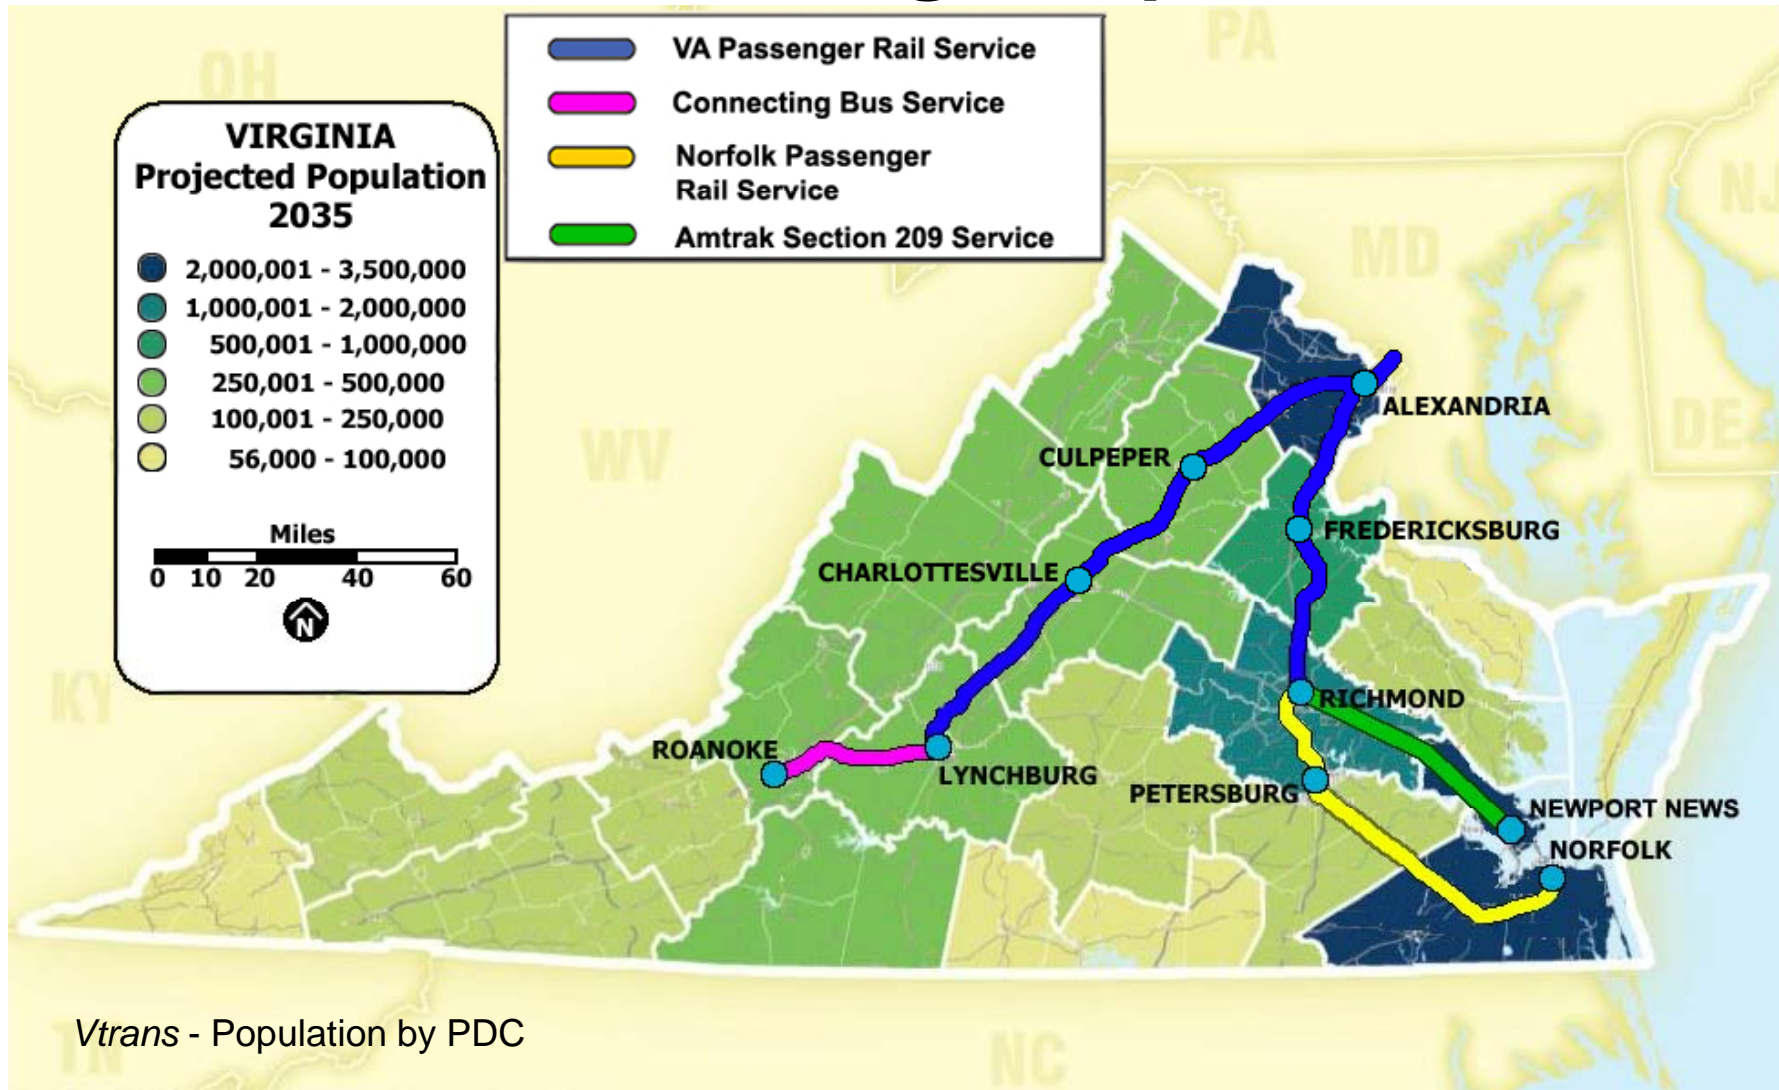 VA Passenger Rail Service
Connecting Bus Service
Norfolk Passenger
Rail Service
Amtrak Section 209 Service
VIRGINIA
Projected Population
2035
2,000,001 - 3,500,000
1,000,001 - 2,000,000
500,001 - 1,000,000
250,001 - 500,000
100,001 - 250,000
56,000 - 100,000
Miles
0 10 20 40 60
N
OH
PA
NJ
MD
DE
WV
KY
TN
NC
ALEXANDRIA
CULPEPER
FREDERICKSBURG
CHARLOTTESVILLE
RICHMOND
ROANOKE
LYNCHBURG
PETERSBURG
NEWPORT NEWS
NORFOLK
Vtrans - Population by PDC